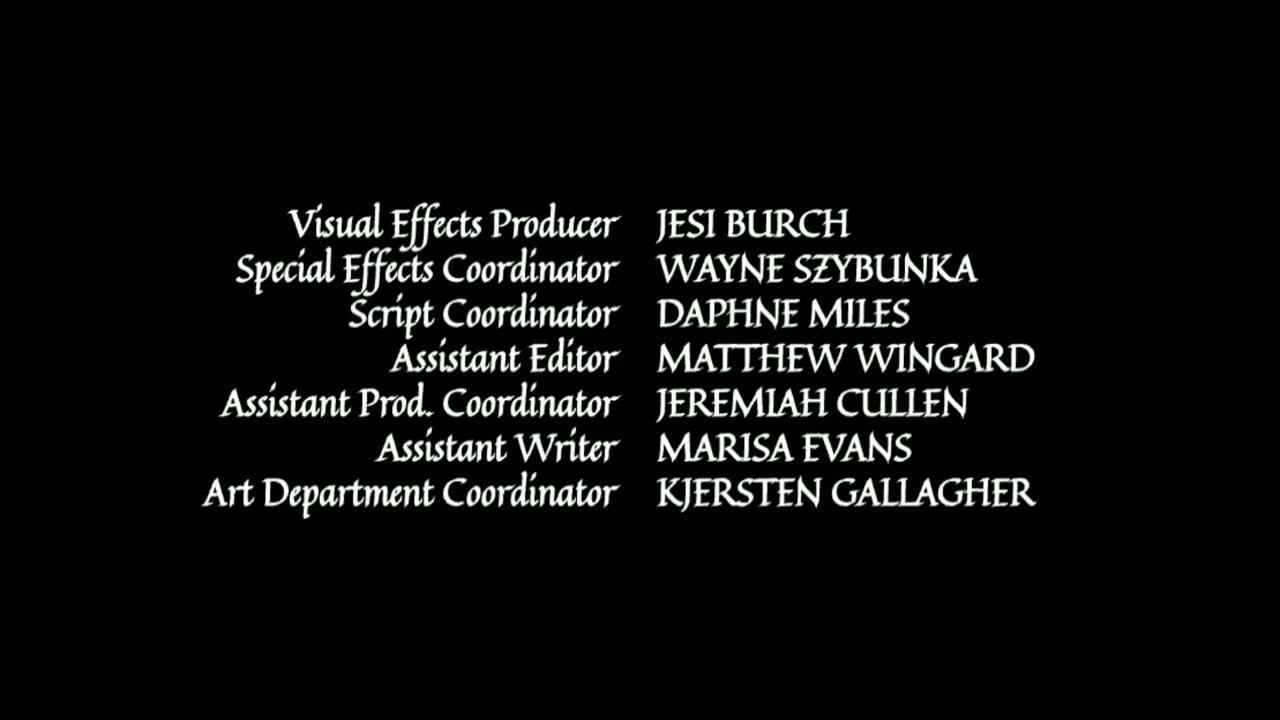 Visual Effects Producer JESI BURCH
Special Effects Coordinator WAYNE SZYBUNKA
Script Coordinator DAPHNE MILES
Assistant Editor MATTHEW WINGARD
Assistant Prod. Coordinator JEREMIAH CULLEN
Assistant Writer MARISA EVANS
Art Department Coordinator KJERSTEN GALLAGHER